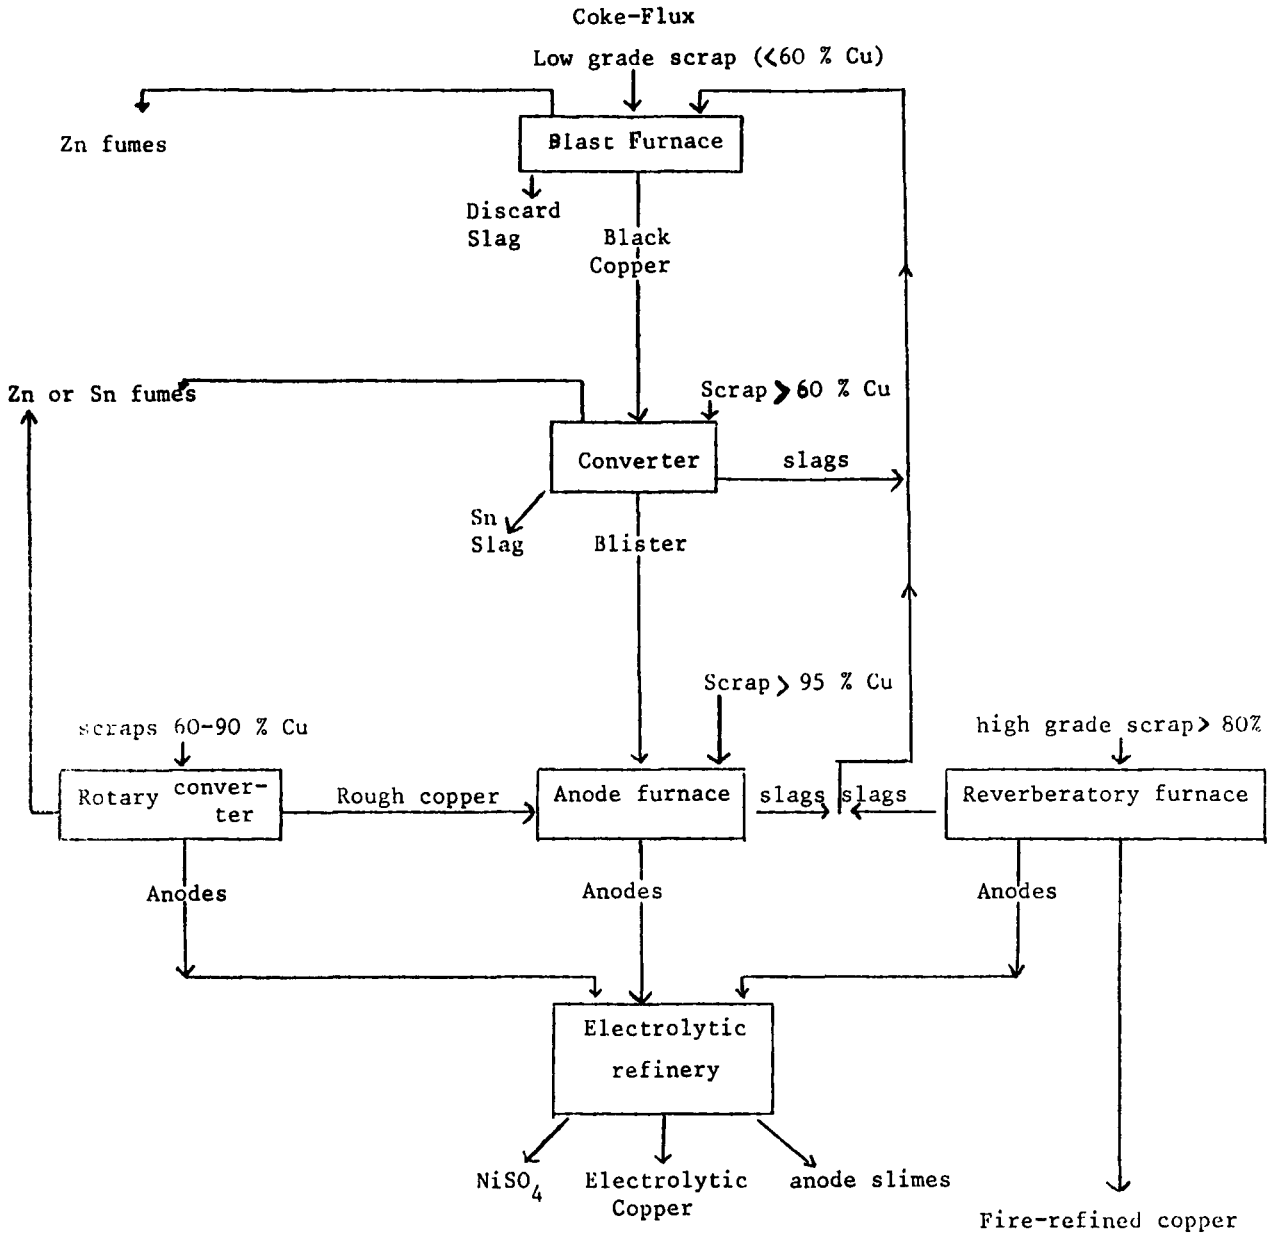 Coke-Flux
Low grade scrap (<60 % Cu)
Zn fumes
Blast Furnace
Discard
Slag
Black
Copper
Zn or Sn fumes
Scrap > 60 % Cu
Converter
slags
Sn
Slag
Blister
Scrap > 95 % Cu
scraps 60-90 % Cu
high grade scrap > 80%
Rotary conver-
ter
Rough copper
Anode furnace
slags
slags
Reverberatory furnace
Anodes
Anodes
Anodes
Electrolytic
refinery
NiSO4
Electrolytic
Copper
anode slimes
Fire-refined copper